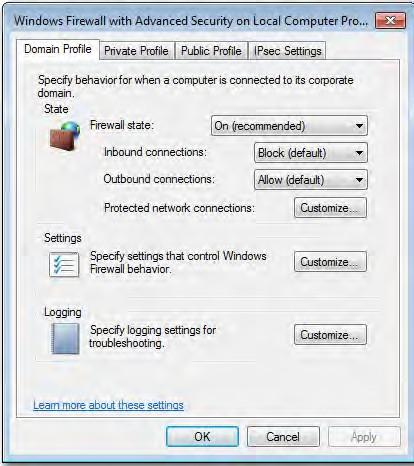 Windows Firewall with Advanced Security on Local Computer Pro...
Domain Profile Private Profile Public Profile IPsec Settings
Specify behavior for when a computer is connected to its corporate
domain.
State
Firewall state: On (recommended)
Inbound connections: Block (default)
Outbound connections: Allow (default)
Protected network connections: Customize...
Settings
Specify settings that control Windows
Firewall behavior.
Customize...
Logging
Specify logging settings for
troubleshooting.
Customize...
Learn more about these settings
OK Cancel Apply